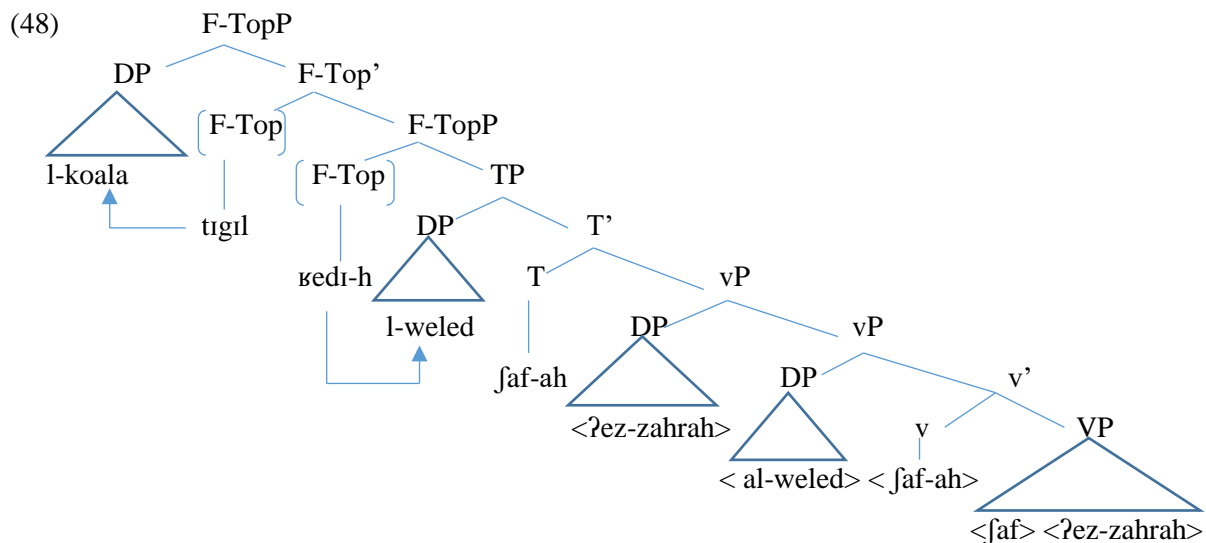 (48)
F-TopP
DP F-Top’
F-Top F-TopP
l-koala F-Top TP
tɪgɪl DP T’
ʁedɪ-h T vP
l-weled DP vP
ʃaf-ah DP v’
<ʔez-zahrah> v VP
< al-weled> < ʃaf-ah>
<ʃaf> <ʔez-zahrah>